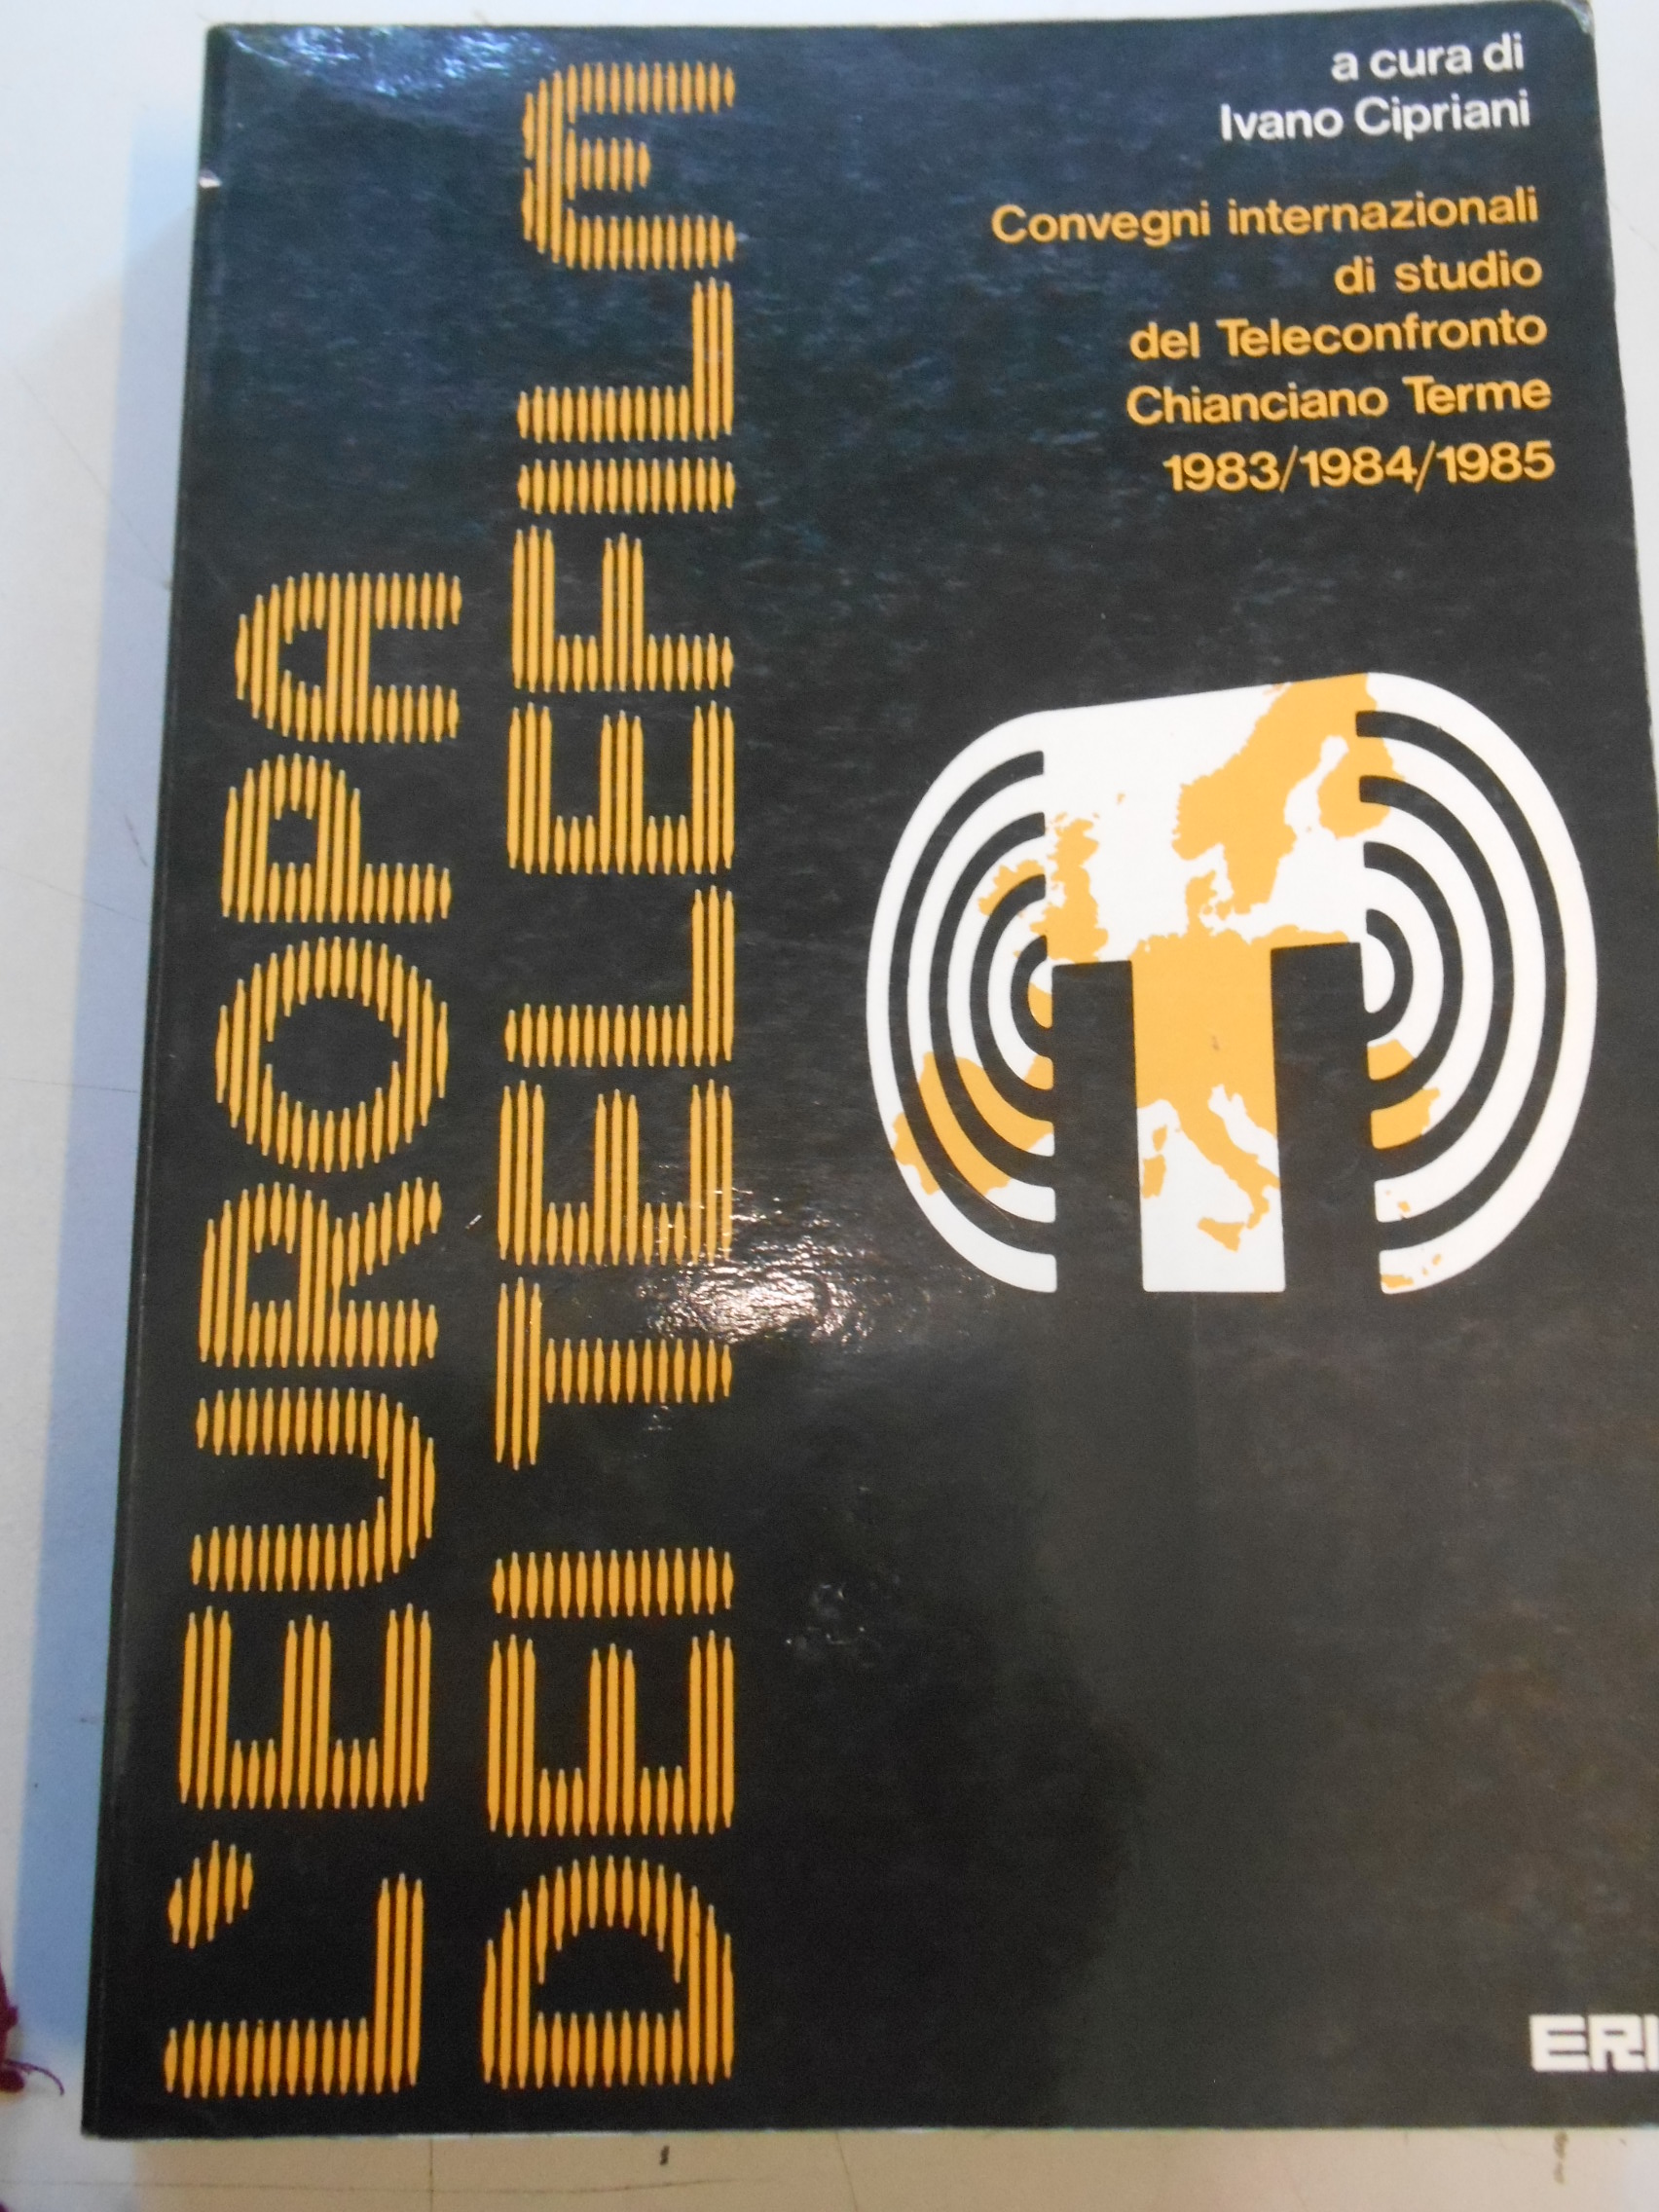 a cura di
Ivano Cipriani
Convegni internazionali
di studio
del Teleconfronto
Chianciano Terme
1983/1984/1985
L'EUROPA
DEI TELEFILM
ERI